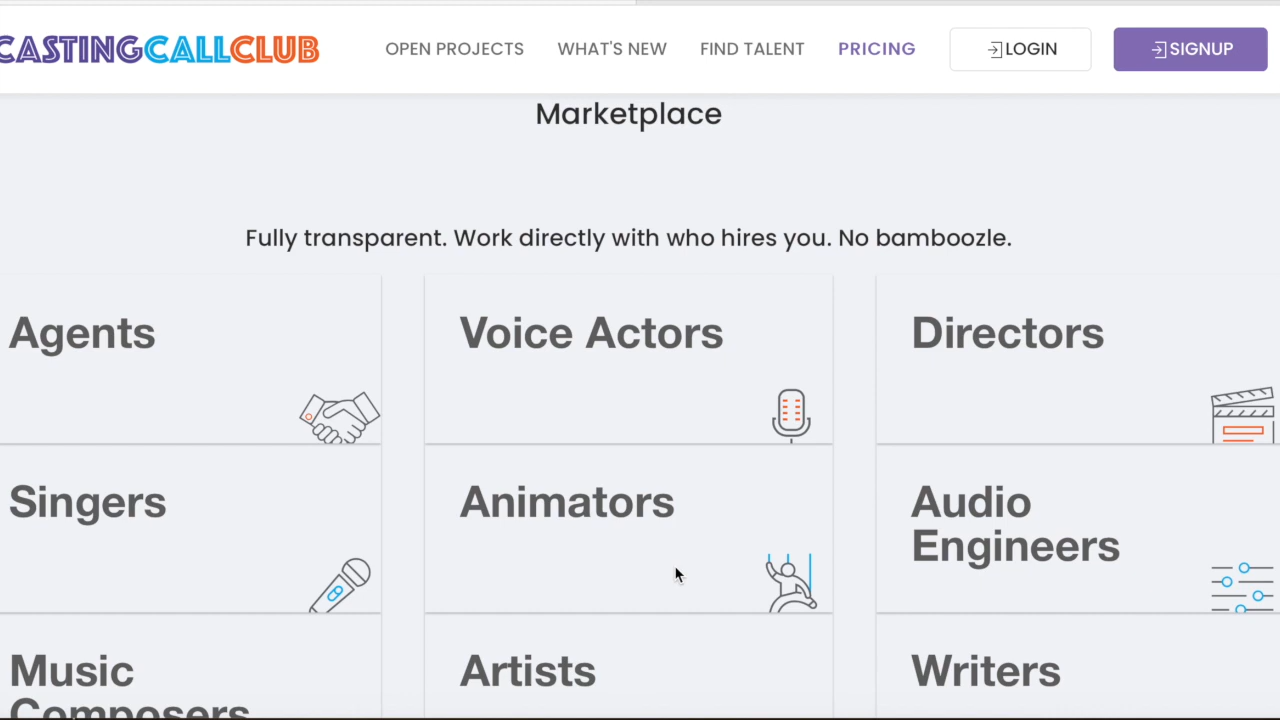 CASTINGCALLCLUB
OPEN PROJECTS
WHAT'S NEW
FIND TALENT
PRICING
LOGIN
SIGNUP
Marketplace
Fully transparent. Work directly with who hires you. No bamboozle.
Agents
Voice Actors
Directors
Singers
Animators
Audio
Engineers
Music
Composers
Artists
Writers